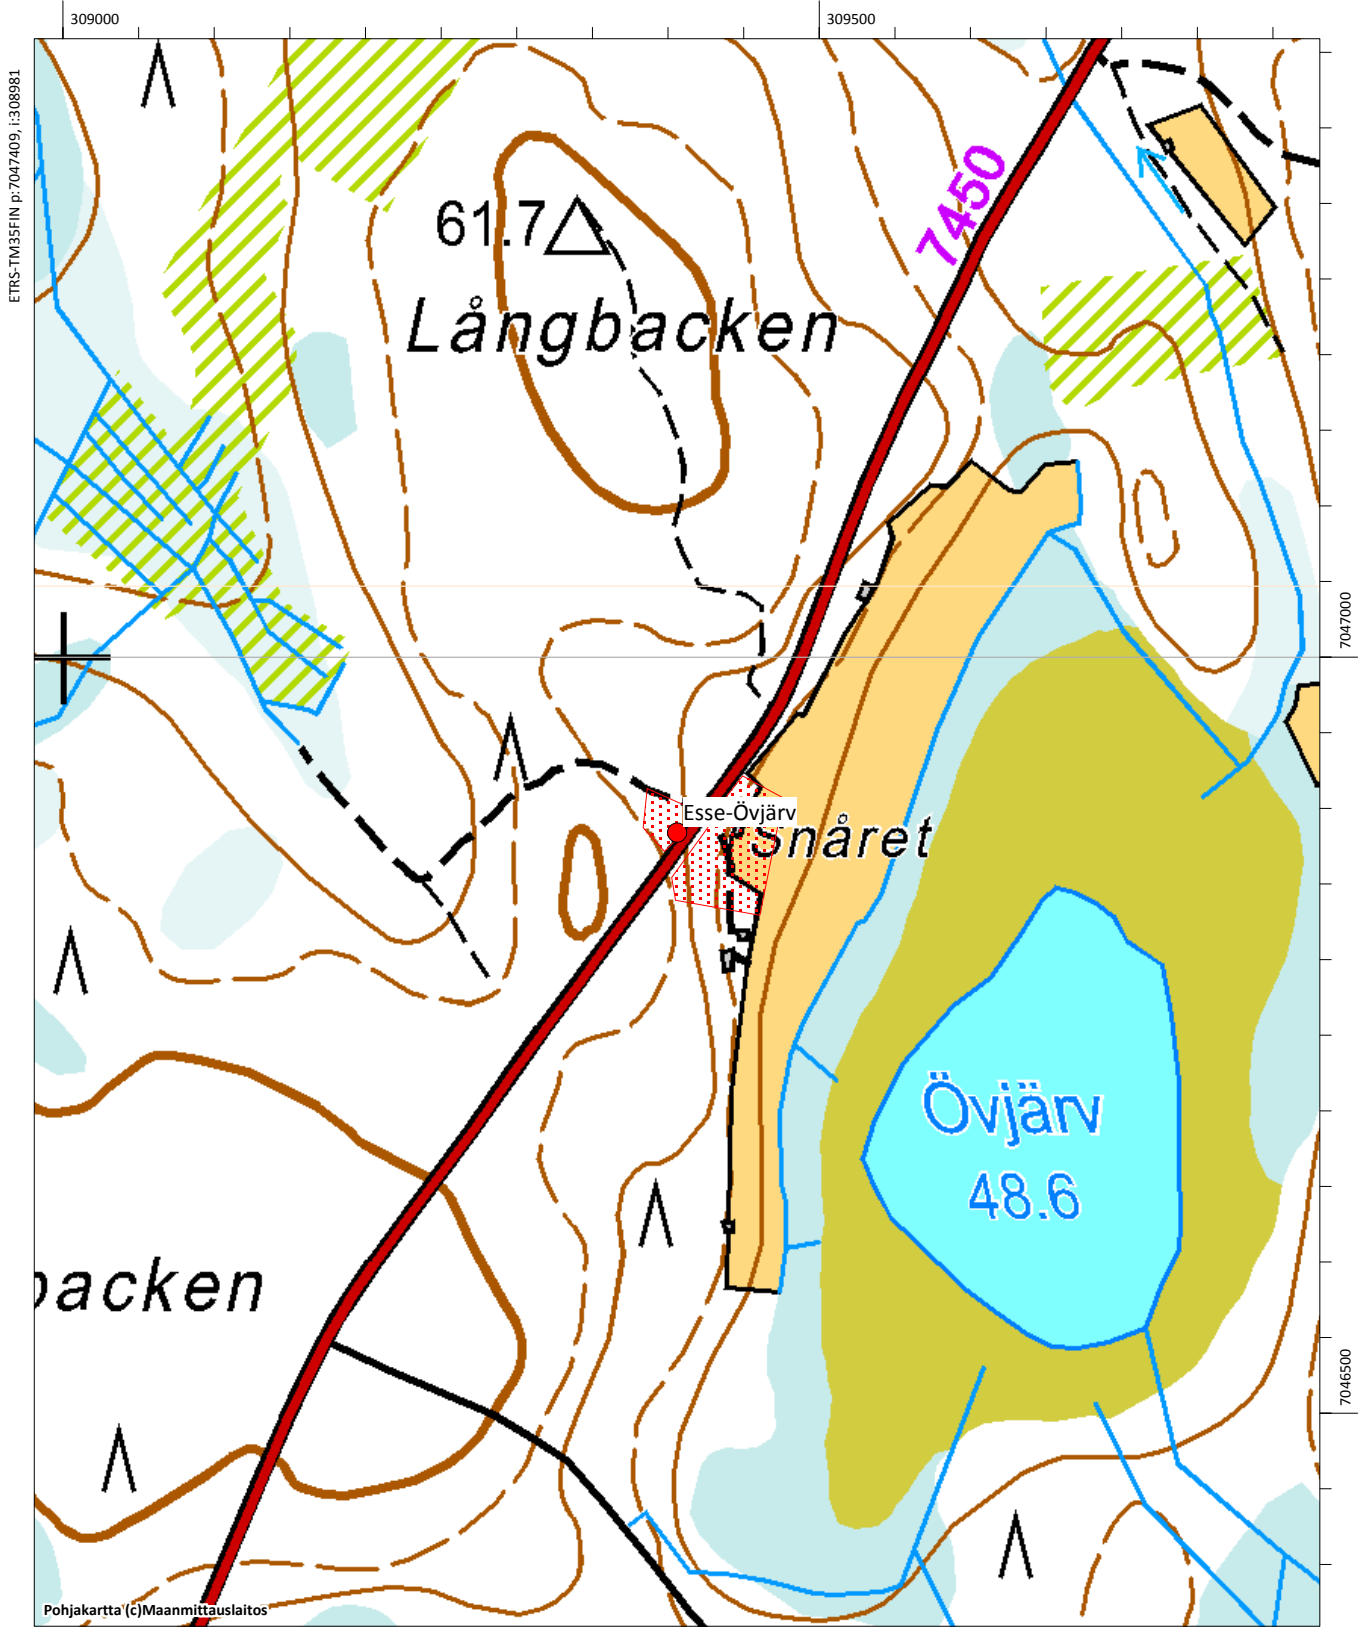 309000
309500
ETRS-TM35FIN p:7047409, i:308981
7450
61.7
Långbacken
7047000
Esse-Övjärv
Snåret
Övjärv
48.6
backen
7046500
Pohjakartta (c)Maanmittauslaitos